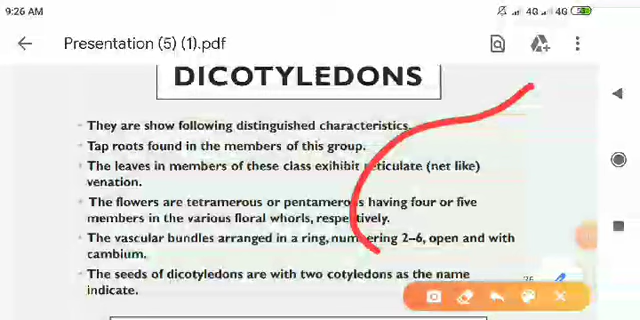 9:26 AM
4G 4G
Presentation (5) (1).pdf
DICOTYLEDONS
They are show following distinguished characteristics.
Tap roots found in the members of this group.
The leaves in members of these class exihibit reticulate (net like)
venation.
The flowers are tetramerous or pentamerous having four or five
members in the various floral whorls, respectively.
The vascular bundles arranged in a ring, numbering 2–6, open and with
cambium.
The seeds of dicotyledons are with two cotyledons as the name
indicate.